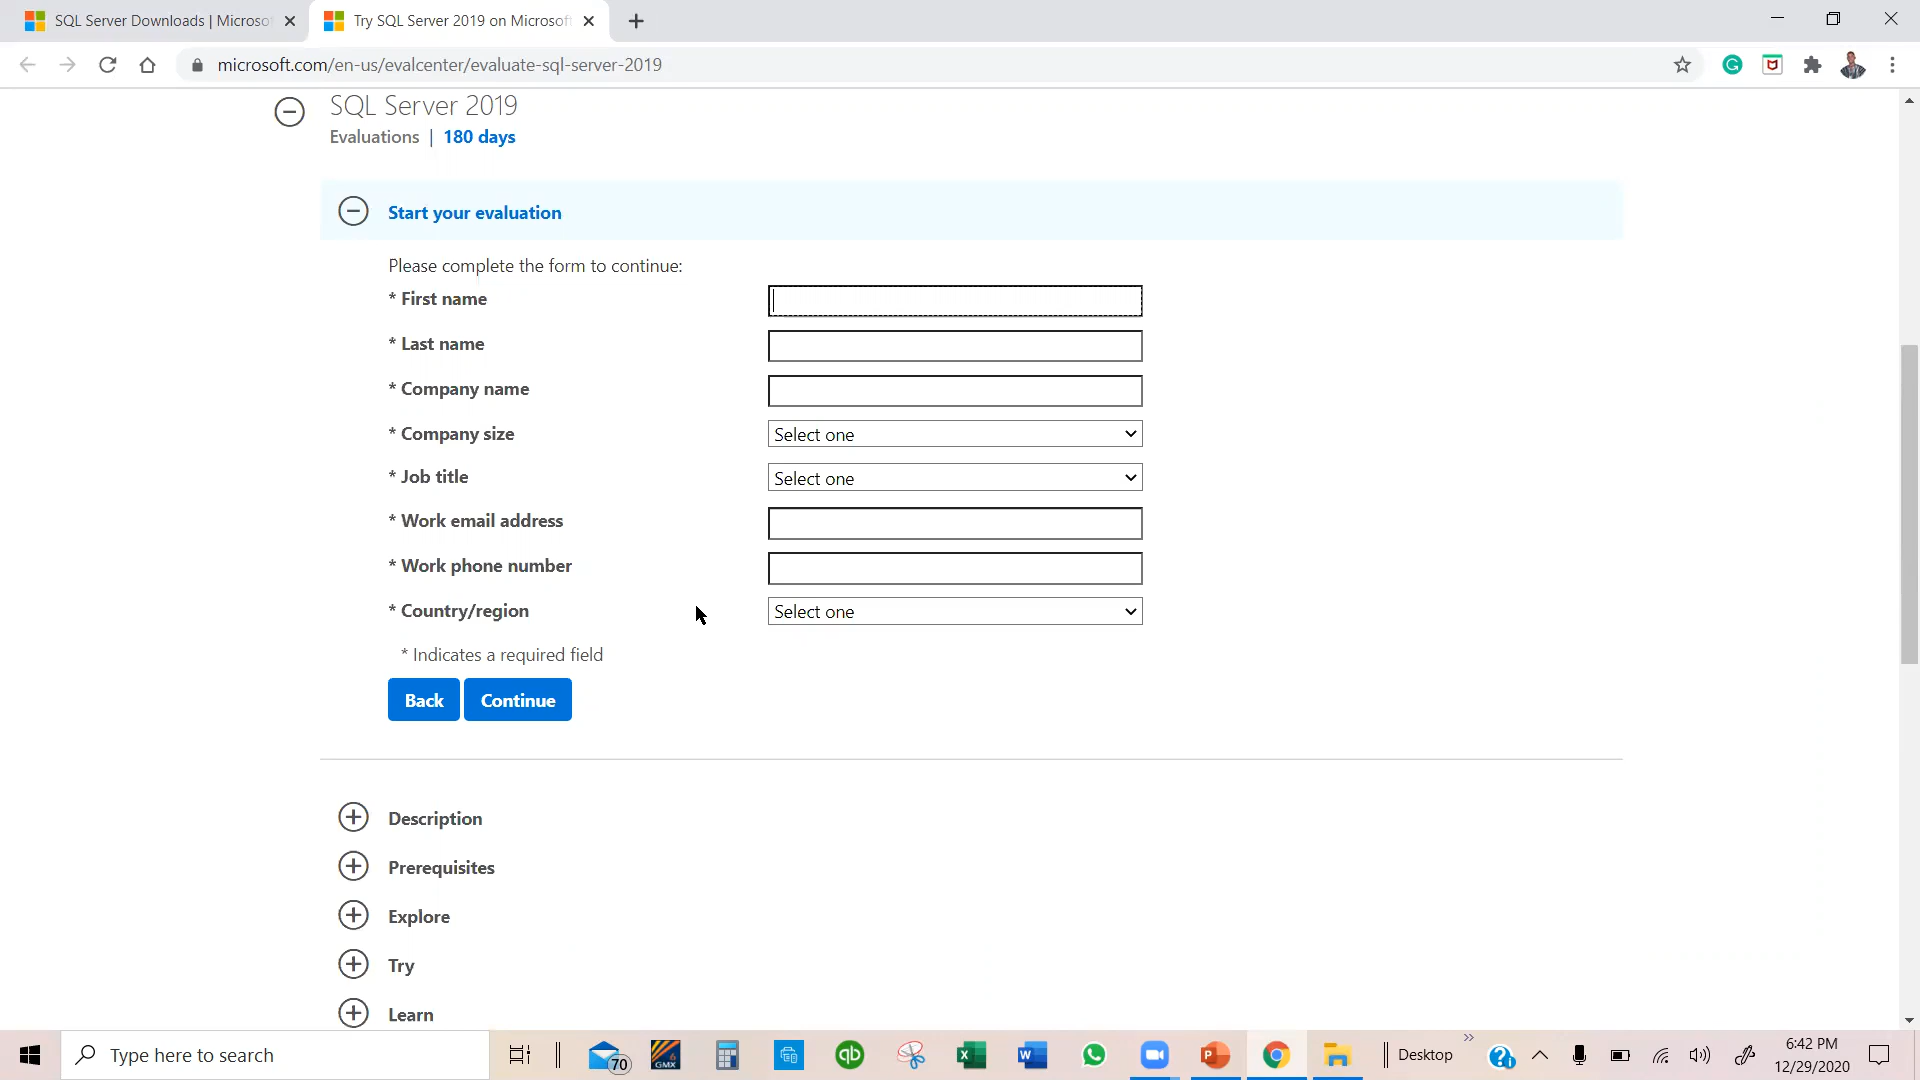 SQL Server Downloads | Microso
Try SQL Server 2019 on Microsof
microsoft.com/en-us/evalcenter/evaluate-sql-server-2019
SQL Server 2019
Evaluations | 180 days
Start your evaluation
Please complete the form to continue:
* First name
* Last name
* Company name
* Company size Select one
* Job title Select one
* Work email address
* Work phone number
* Country/region Select one
* Indicates a required field
Back Continue
Description
Prerequisites
Explore
Try
Learn
Type here to search
70
GMX
Desktop
6:42 PM
12/29/2020